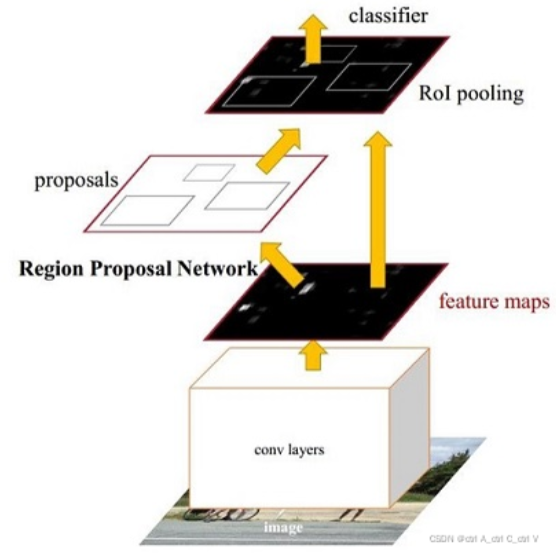 classifier
RoI pooling
proposals
Region Proposal Network
feature maps
conv layers
image
CSDN @ctrl A_ctrl C_ctrl V